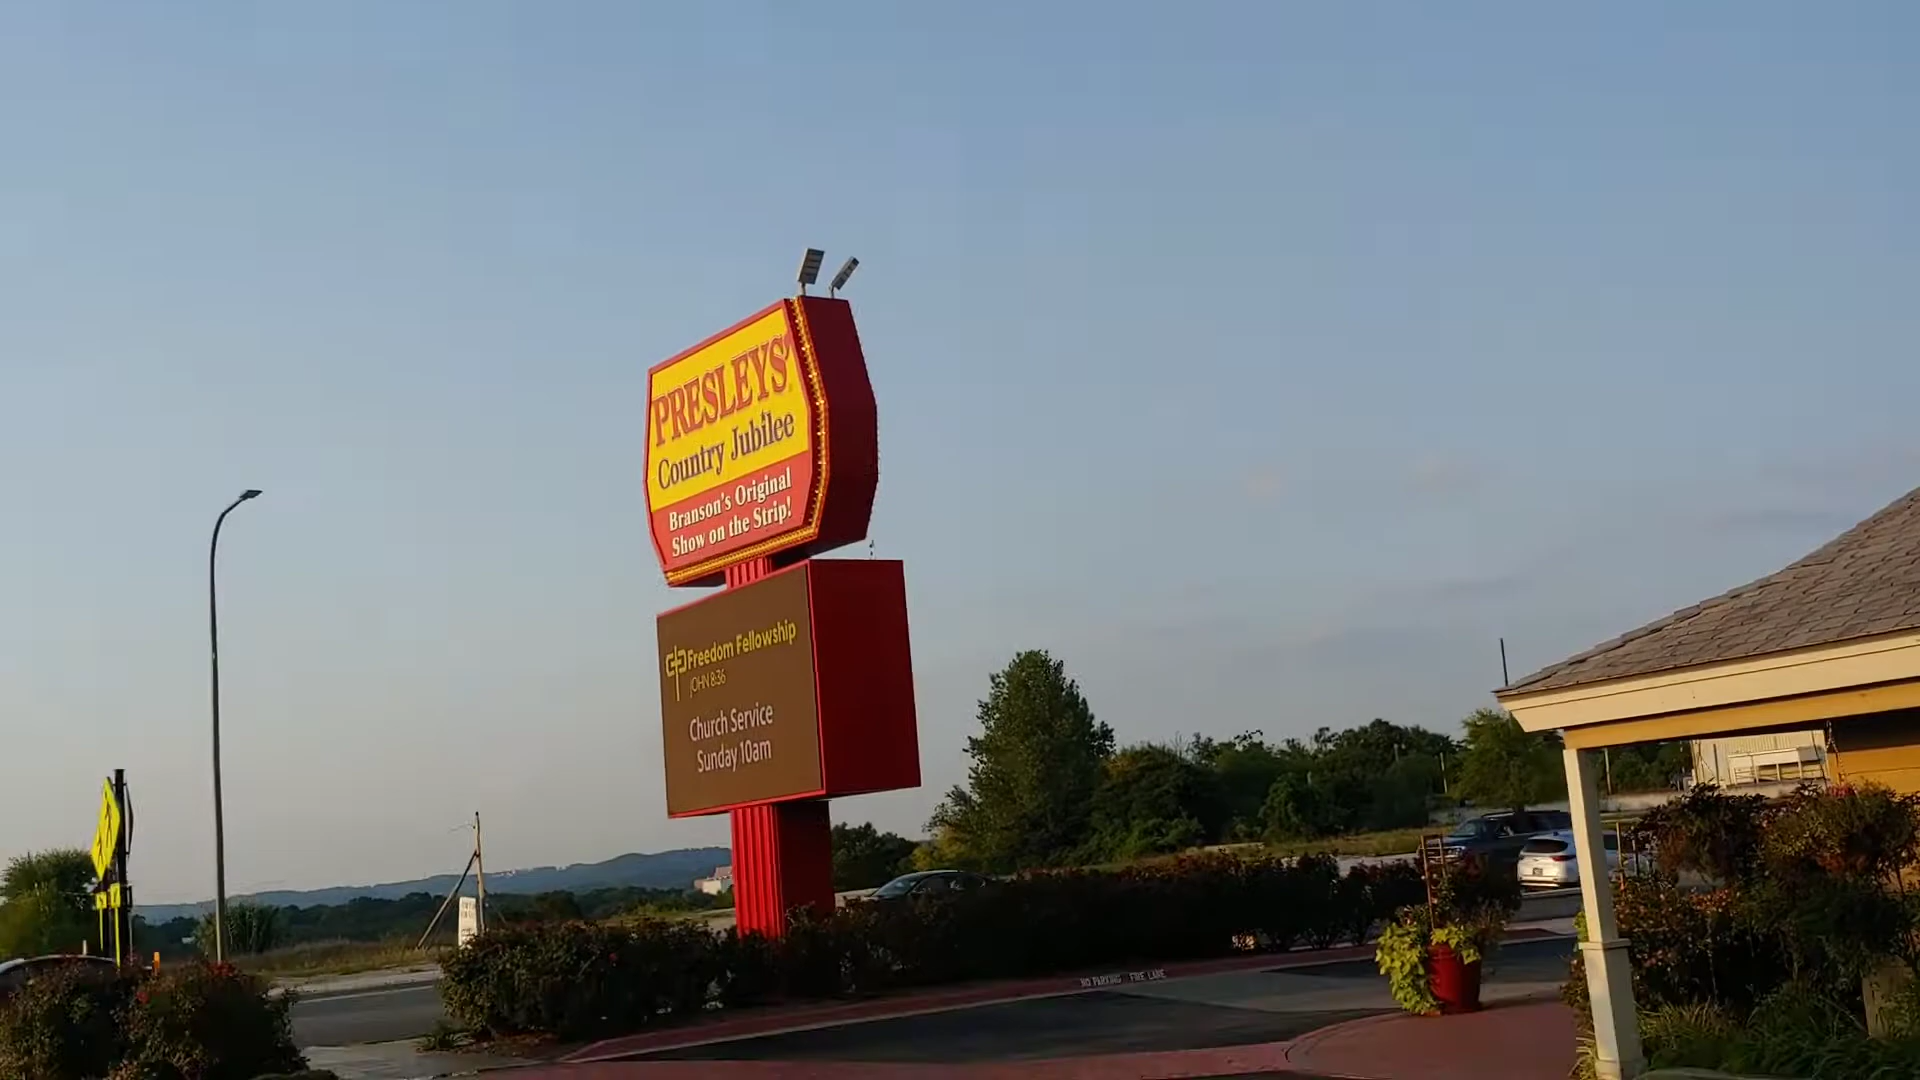 PRESLEYS'
Country Jubilee
Branson's Original
Show on the Strip!
Freedom Fellowship
JOHN 8:36
Church Service
Sunday 10am
NO PARKING FIRE LANE